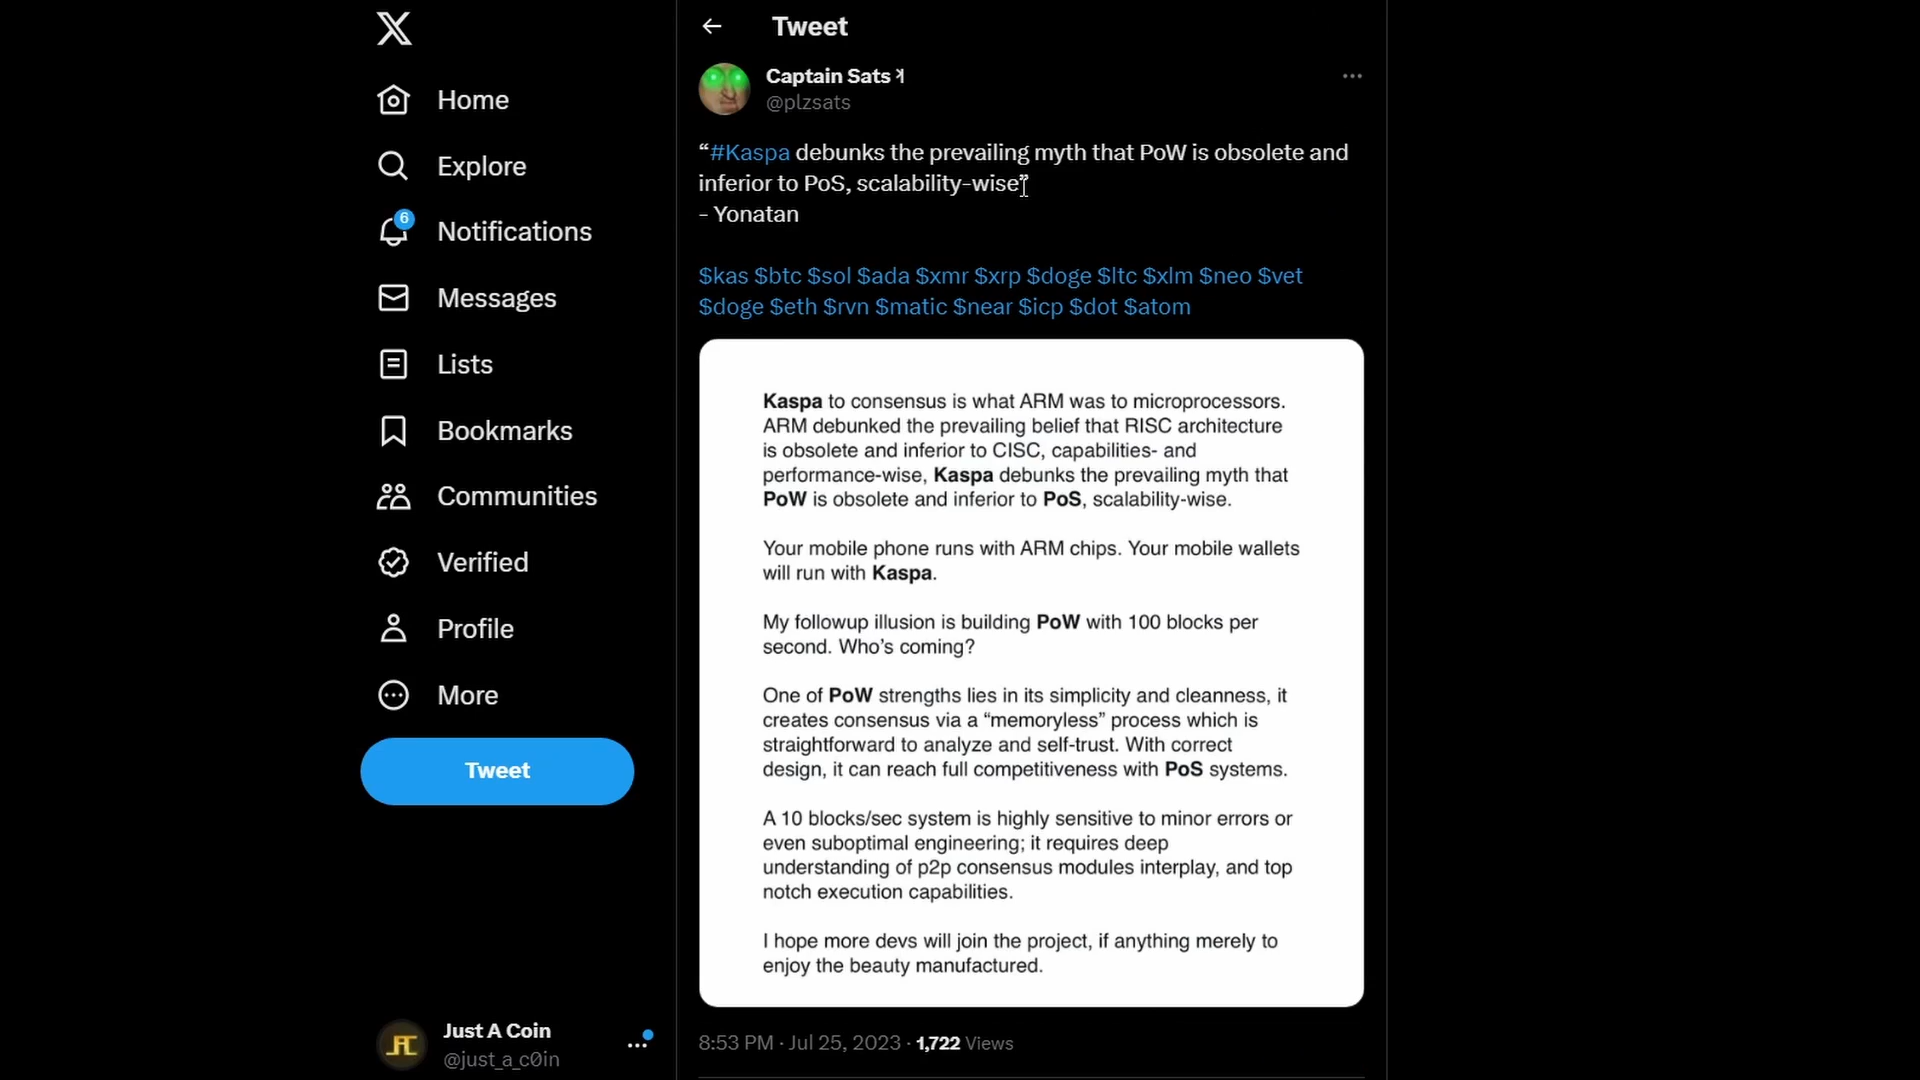 Home
Explore
6
Notifications
Messages
Lists
Bookmarks
Communities
Verified
Profile
More
Tweet
Just A Coin
@just_a_c0in
Tweet
Captain Sats
@plzsats
“#Kaspa debunks the prevailing myth that PoW is obsolete and
inferior to PoS, scalability-wise”
- Yonatan
$kas $btc $sol $ada $xmr $xrp $doge $ltc $xlm $neo $vet
$doge $eth $rvn $matic $near $icp $dot $atom
Kaspa to consensus is what ARM was to microprocessors.
ARM debunked the prevailing belief that RISC architecture
is obsolete and inferior to CISC, capabilities- and
performance-wise, Kaspa debunks the prevailing myth that
PoW is obsolete and inferior to PoS, scalability-wise.
Your mobile phone runs with ARM chips. Your mobile wallets
will run with Kaspa.
My followup illusion is building PoW with 100 blocks per
second. Who's coming?
One of PoW strengths lies in its simplicity and cleanness, it
creates consensus via a “memoryless” process which is
straightforward to analyze and self-trust. With correct
design, it can reach full competitiveness with PoS systems.
A 10 blocks/sec system is highly sensitive to minor errors or
even suboptimal engineering; it requires deep
understanding of p2p consensus modules interplay, and top
notch execution capabilities.
I hope more devs will join the project, if anything merely to
enjoy the beauty manufactured.
8:53 PM · Jul 25, 2023 · 1,722 Views